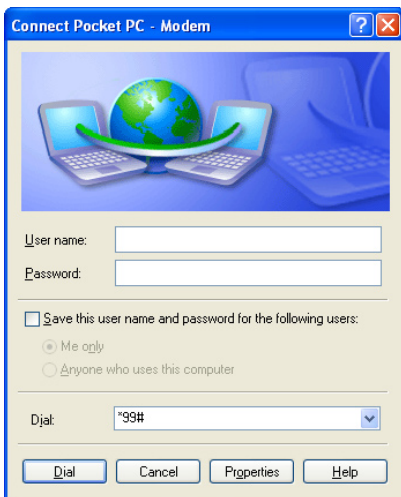 Connect Pocket PC - Modem
User name:
Password:
Save this user name and password for the following users:
Me only
Anyone who uses this computer
Dial: *99#
Dial Cancel Properties Help